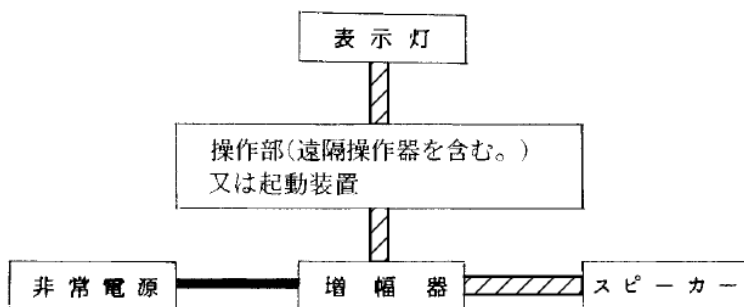 表示灯
操作部(遠隔操作器を含む。)
又は起動装置
非常電源
増幅器
スピーカー